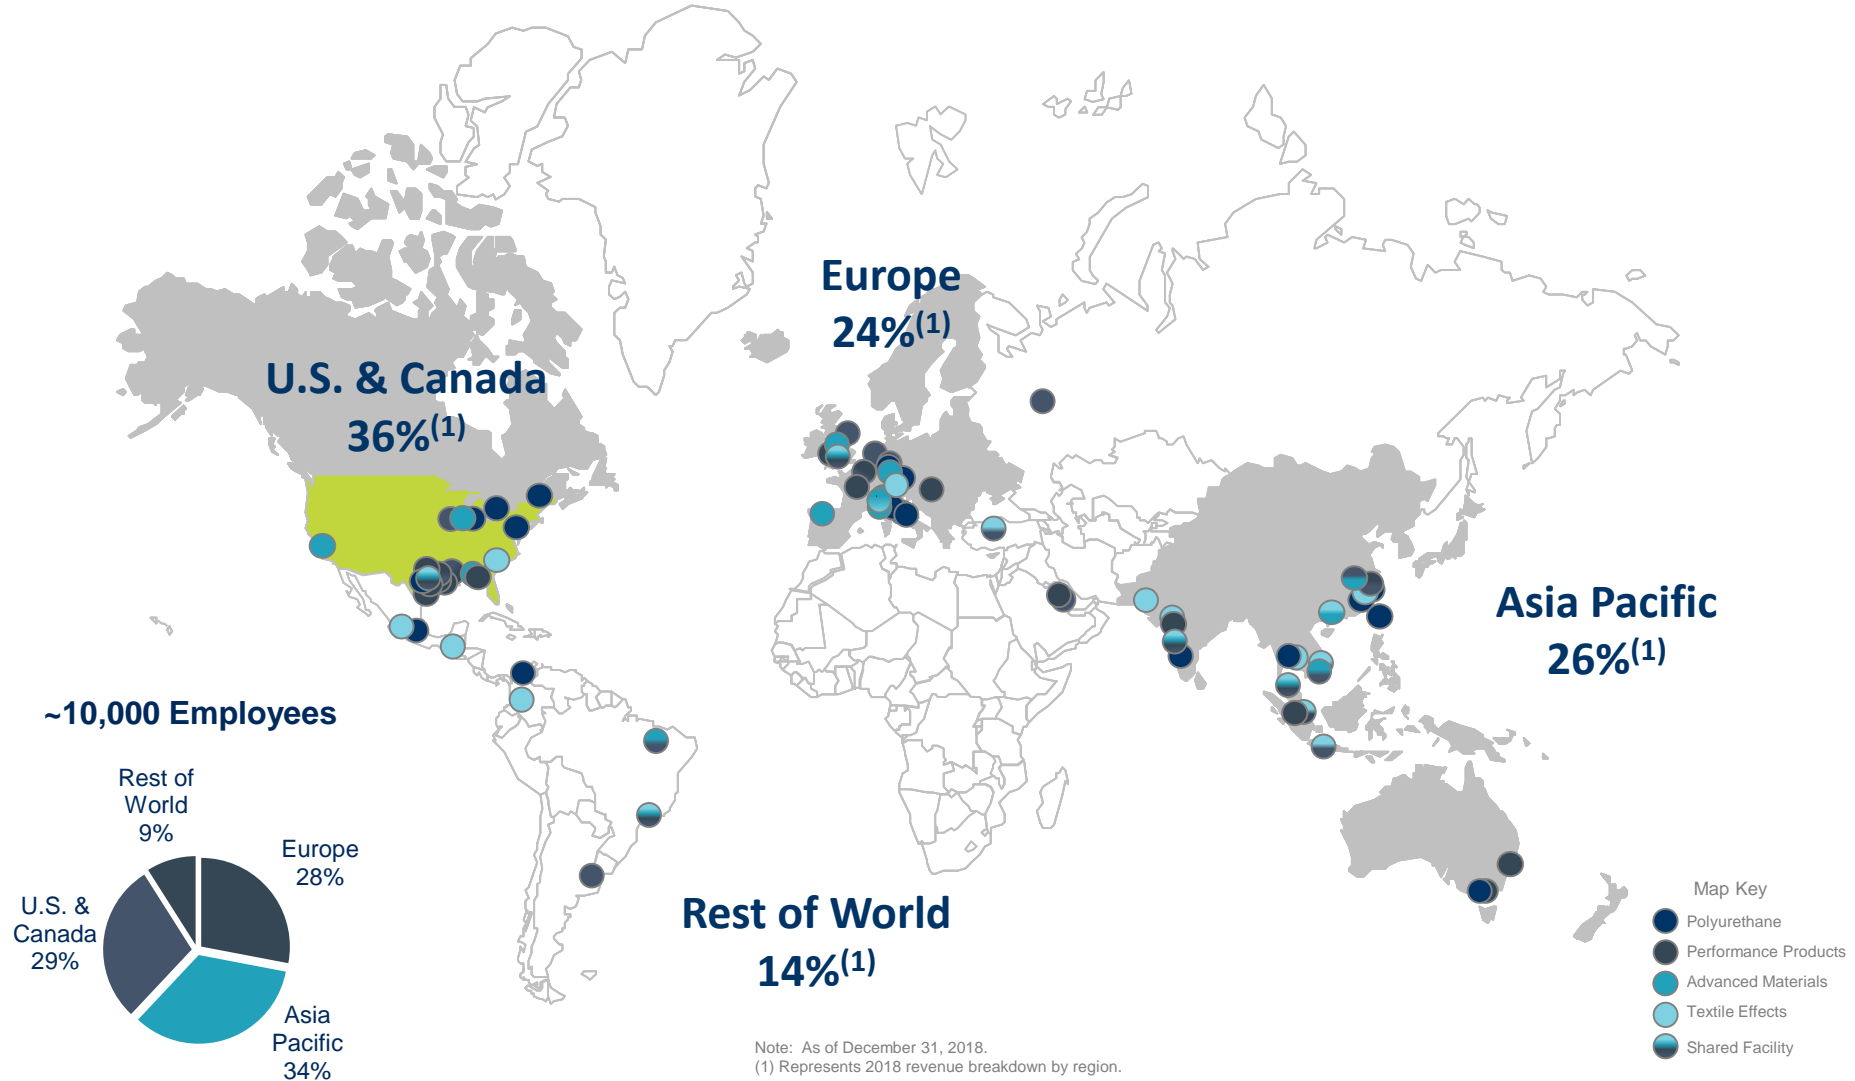 Europe
24%(1)
U.S. & Canada
36%(1)
Asia Pacific
26%(1)
Rest of World
14%(1)
~10,000 Employees
Rest of
World
9%
Europe
28%
U.S. &
Canada
29%
Asia
Pacific
34%
Map Key
Polyurethane
Performance Products
Advanced Materials
Textile Effects
Shared Facility
Note:  As of December 31, 2018.
(1) Represents 2018 revenue breakdown by region.